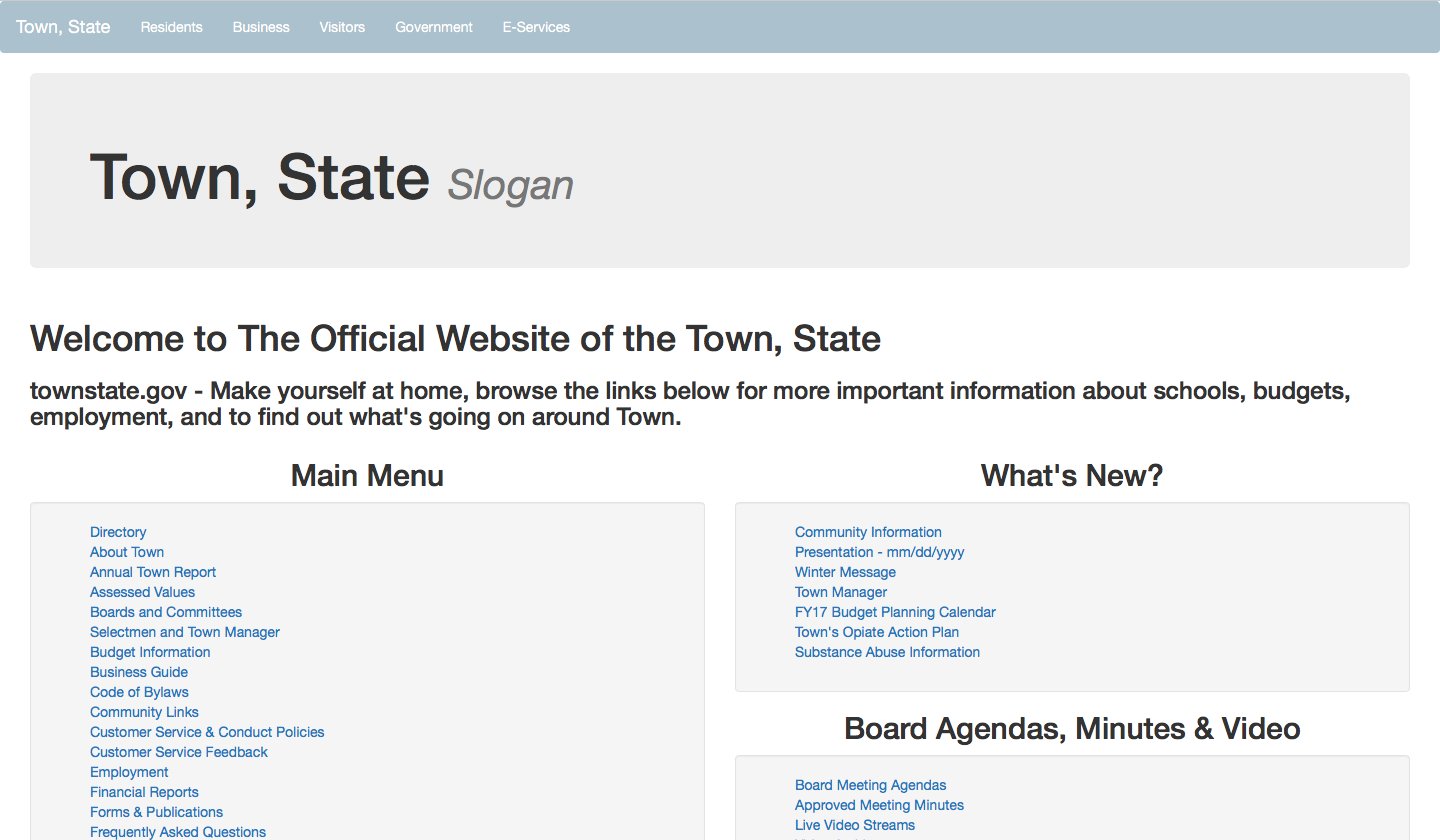 Town, State Residents Business Visitors Government E-Services
Town, State Slogan
Welcome to The Official Website of the Town, State
townstate.gov - Make yourself at home, browse the links below for more important information about schools, budgets,
employment, and to find out what's going on around Town.
Main Menu
Directory
About Town
Annual Town Report
Assessed Values
Boards and Committees
Selectmen and Town Manager
Budget Information
Business Guide
Code of Bylaws
Community Links
Customer Service & Conduct Policies
Customer Service Feedback
Employment
Financial Reports
Forms & Publications
Frequently Asked Questions
What's New?
Community Information
Presentation - mm/dd/yyyy
Winter Message
Town Manager
FY17 Budget Planning Calendar
Town's Opiate Action Plan
Substance Abuse Information
Board Agendas, Minutes & Video
Board Meeting Agendas
Approved Meeting Minutes
Live Video Streams